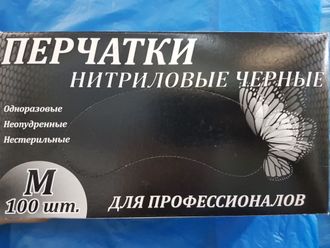 ПЕРЧАТКИ
НИТРИЛОВЫЕ ЧЕРНЫЕ
Одноразовые
Неопудренные
Нестерильные
M
100 шт.
ДЛЯ ПРОФЕССИОНАЛОВ